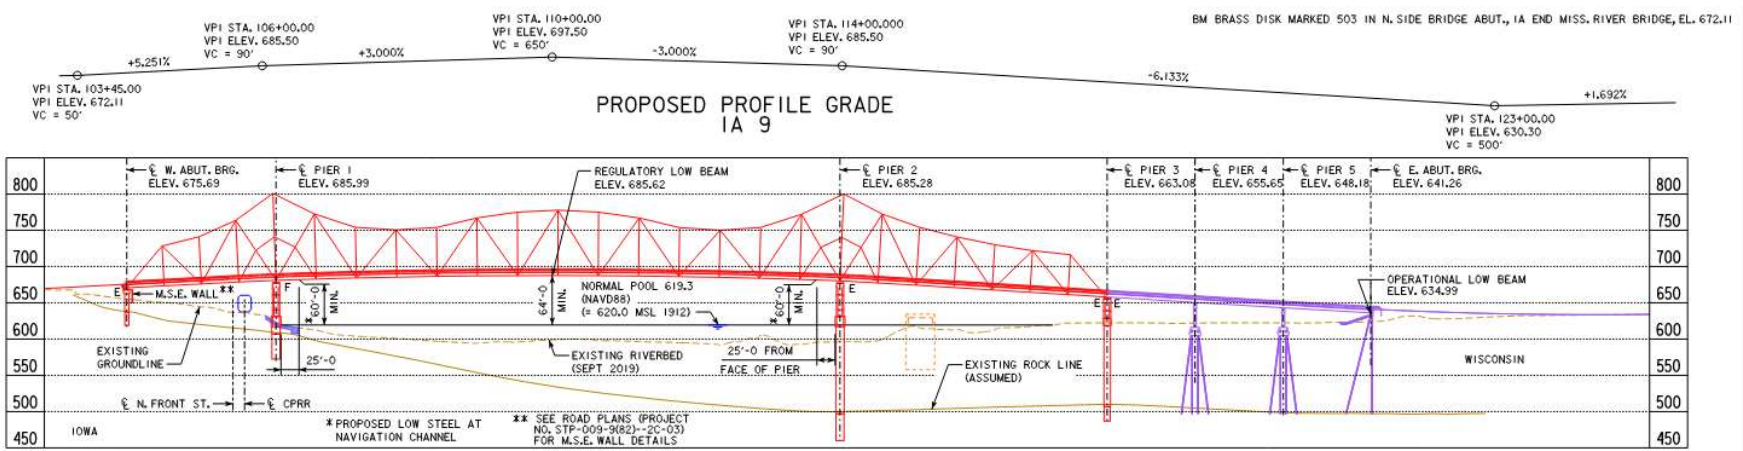 VPI STA. 106+00.00
VPI ELEV. 685.50
VC = 90'
VPI STA. 110+00.00
VPI ELEV. 697.50
VC = 650'
VPI STA. 114+00.000
VPI ELEV. 685.50
VC = 90'
BM BRASS DISK MARKED 503 IN N. SIDE BRIDGE ABUT., IA END MISS. RIVER BRIDGE, EL. 672.11
+5.251%
+3.000%
-3.000%
-6.133%
+1.692%
VPI STA. 103+45.00
VPI ELEV. 672.11
VC = 50'
PROPOSED PROFILE GRADE
IA 9
VPI STA. 123+00.00
VPI ELEV. 630.30
VC = 500'
℄ W. ABUT. BRG.
ELEV. 675.69
℄ PIER 1
ELEV. 685.99
REGULATORY LOW BEAM
ELEV. 685.62
℄ PIER 2
ELEV. 685.28
℄ PIER 3
ELEV. 663.08
℄ PIER 4
ELEV. 655.65
℄ PIER 5
ELEV. 648.18
℄ E. ABUT. BRG.
ELEV. 641.26
800
750
700
650
600
550
500
450
800
750
700
650
600
550
500
450
E
M.S.E. WALL **
F
*60'-0
MIN.
64'-0
MIN.
NORMAL POOL 619.3
(NAVD88)
(= 620.0 MSL 1912)
*60'-0
MIN.
E
E
E
OPERATIONAL LOW BEAM
ELEV. 634.99
EXISTING
GROUNDLINE
25'-0
EXISTING RIVERBED
(SEPT 2019)
25'-0 FROM
FACE OF PIER
EXISTING ROCK LINE
(ASSUMED)
WISCONSIN
℄ N. FRONT ST.
℄ CPRR
IOWA
* PROPOSED LOW STEEL AT
NAVIGATION CHANNEL
** SEE ROAD PLANS (PROJECT
NO. STP-009-9(82)--2C-03)
FOR M.S.E. WALL DETAILS